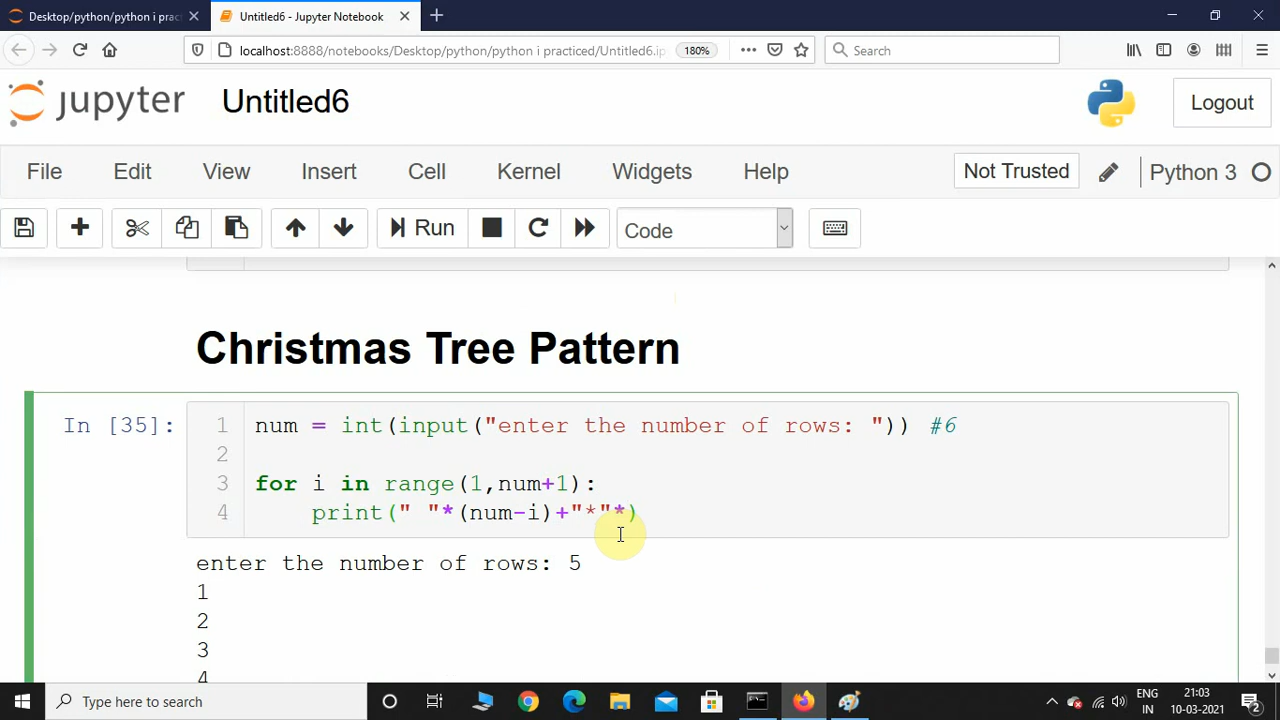 Desktop/python/python i prac
Untitled6 - Jupyter Notebook
localhost:8888/notebooks/Desktop/python/python i practiced/Untitled6.ip
180%
Search
jupyter
Untitled6
Logout
File
Edit
View
Insert
Cell
Kernel
Widgets
Help
Not Trusted
Python 3
Run
Code
Christmas Tree Pattern
In [35]:
1 num = int(input("enter the number of rows: ")) #6
2
3 for i in range(1,num+1):
4 print(" "*(num-i)+"*"*)
enter the number of rows: 5
1
2
3
4
Type here to search
ENG
IN
21:03
10-03-2021
2